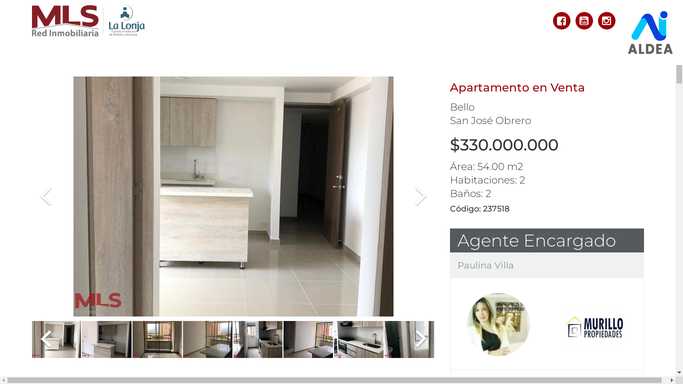 MLS
Red Inmobiliaria
La Lonja
ALDEA
Apartamento en Venta
Bello
San José Obrero
$330.000.000
Área: 54.00 m2
Habitaciones: 2
Baños: 2
Código: 237518
MLS
Agente Encargado
Paulina Villa
MURILLO
PROPIEDADES